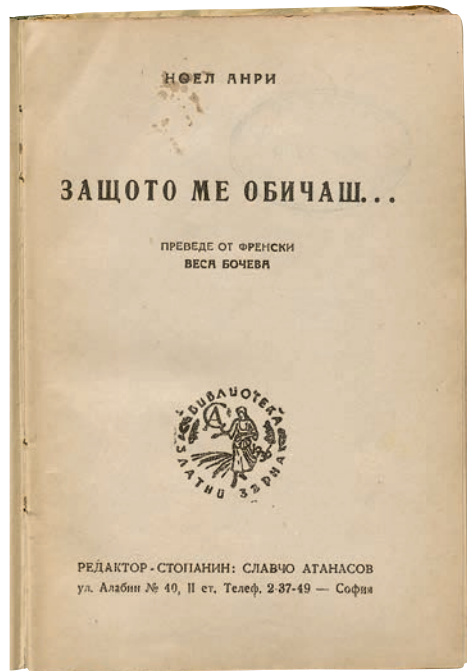 НОЕЛ АНРИ
ЗАЩОТО МЕ ОБИЧАШ...
ПРЕВЕДЕ ОТ ФРЕНСКИ
ВЕСА БОЧЕВА
БИБЛИОТЕКА
ЗЛАТНИ ЗЪРНА
РЕДАКТОР-СТОПАНИН: СЛАВЧО АТАНАСОВ
ул. Алабин № 40, II ет. Телеф. 2-37-49 — София